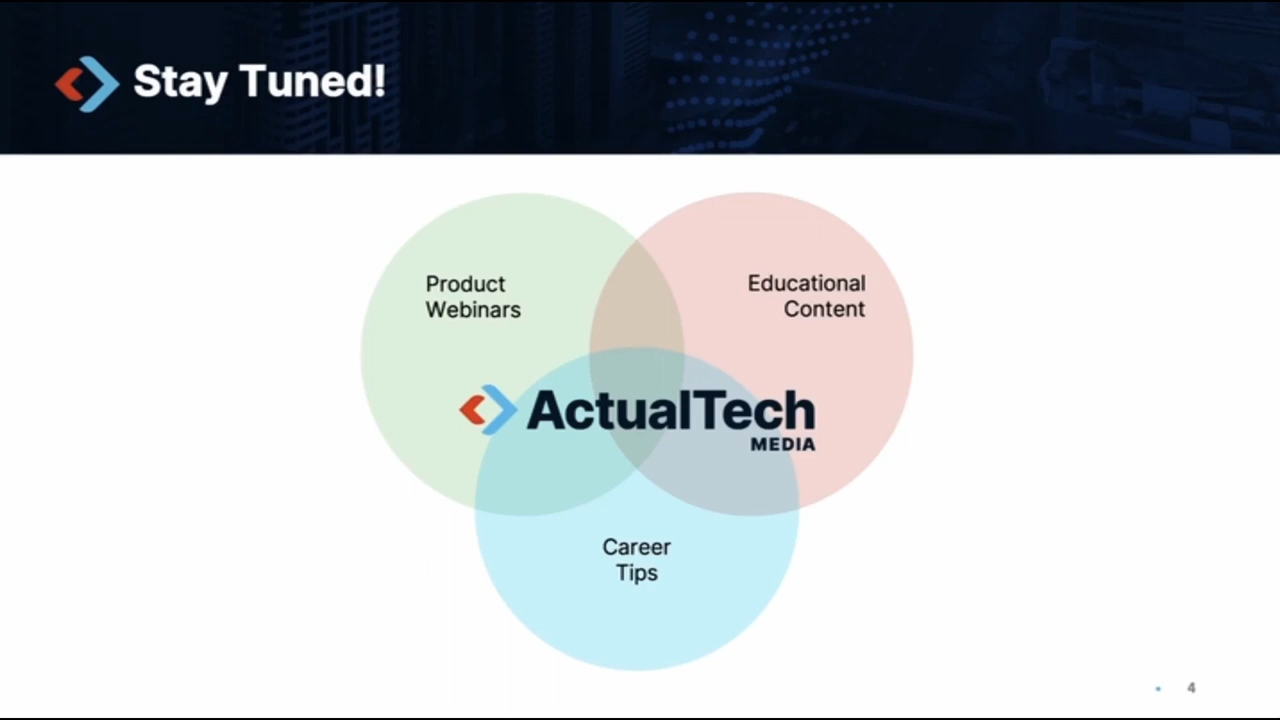 Stay Tuned!
Product
Webinars
Educational
Content
ActualTech
MEDIA
Career
Tips
4